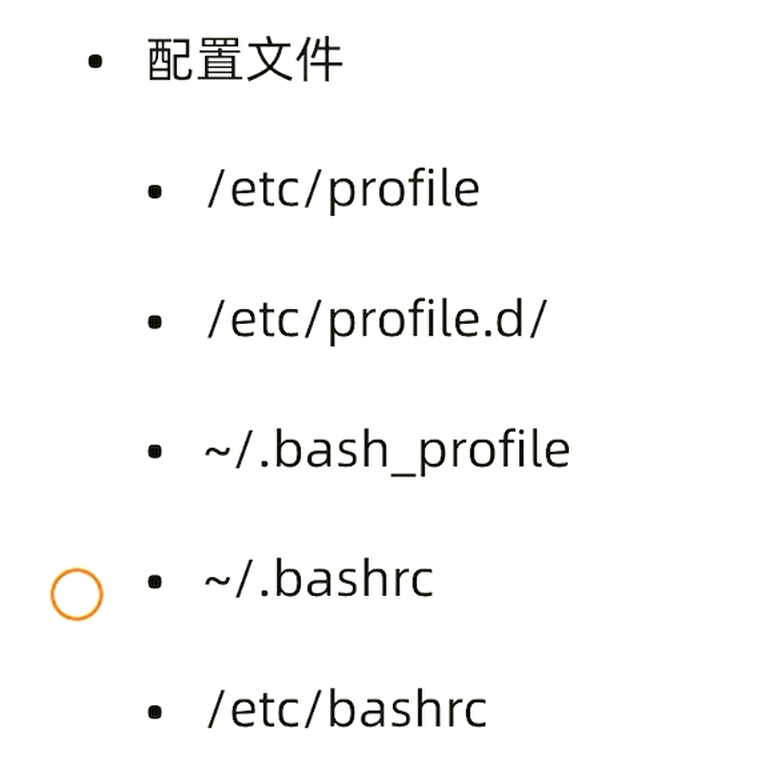 • 配置文件
• /etc/profile
• /etc/profile.d/
• ~/.bash_profile
• ~/.bashrc
• /etc/bashrc